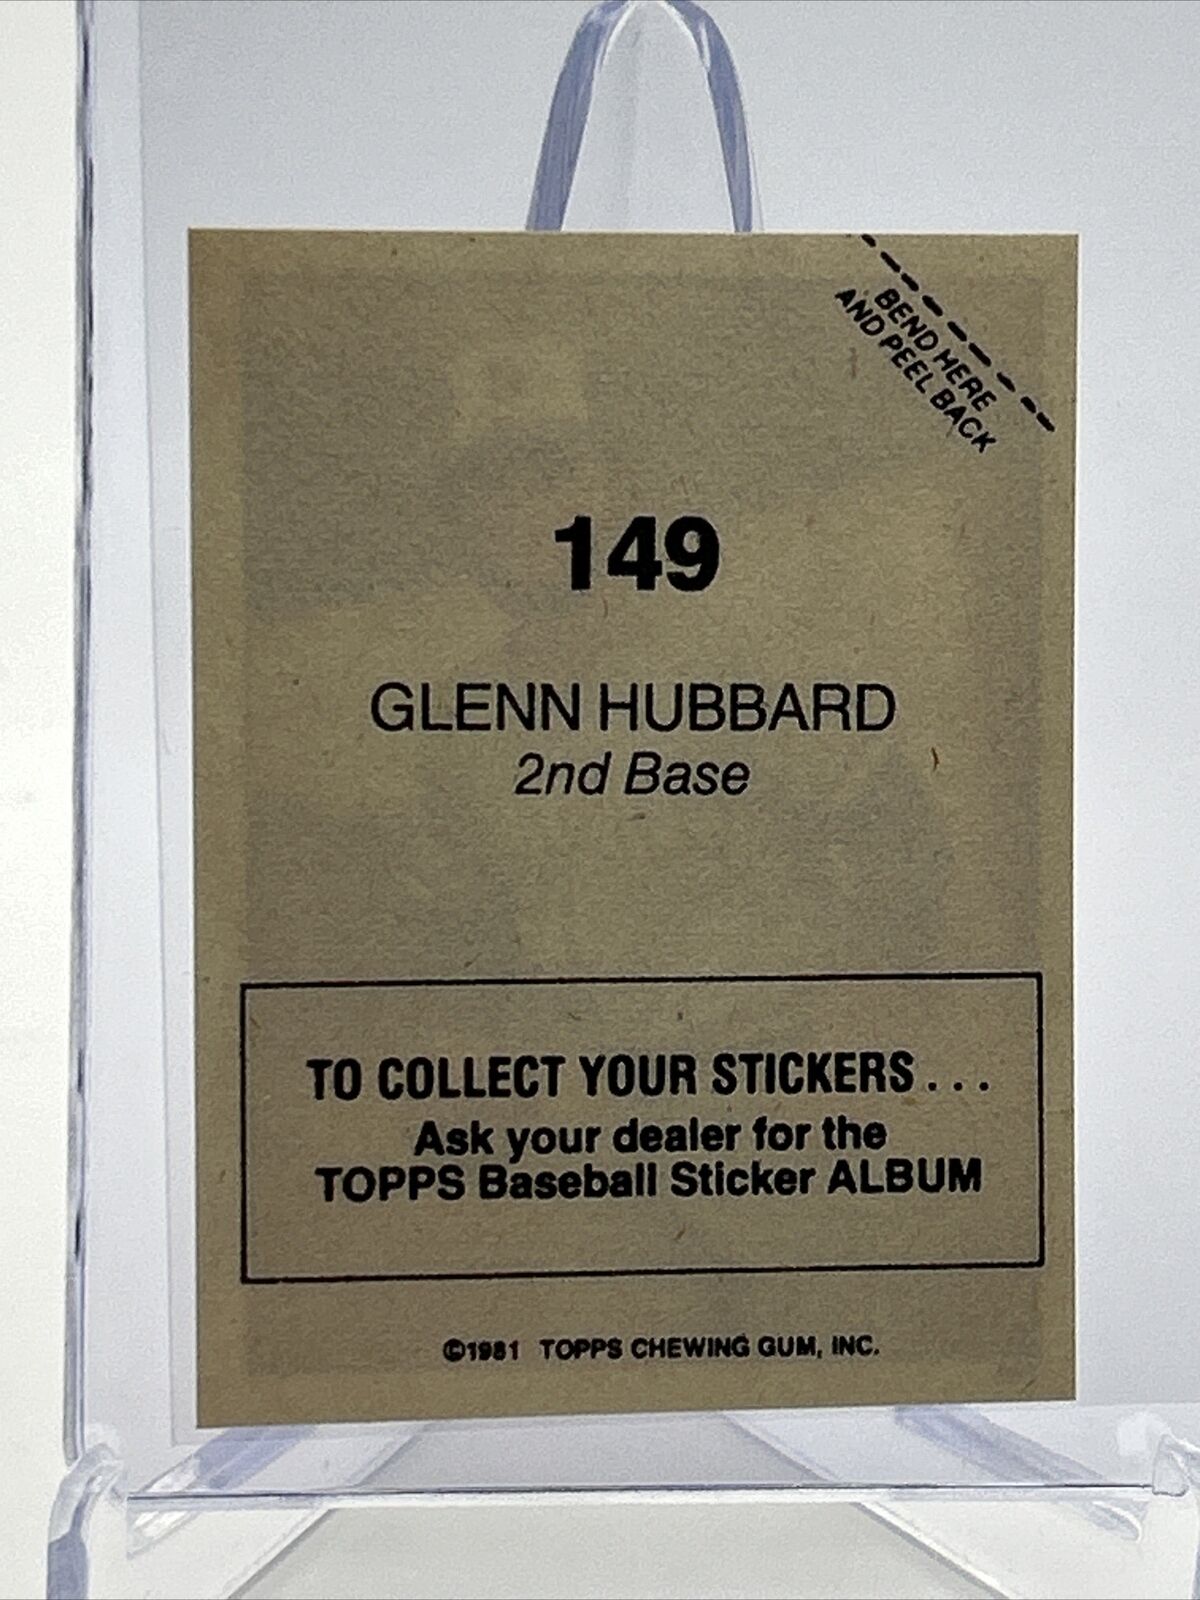 BEND HERE
AND PEEL BACK
149
GLENN HUBBARD
2nd Base
TO COLLECT YOUR STICKERS...
Ask your dealer for the
TOPPS Baseball Sticker ALBUM
©1981 TOPPS CHEWING GUM, INC.